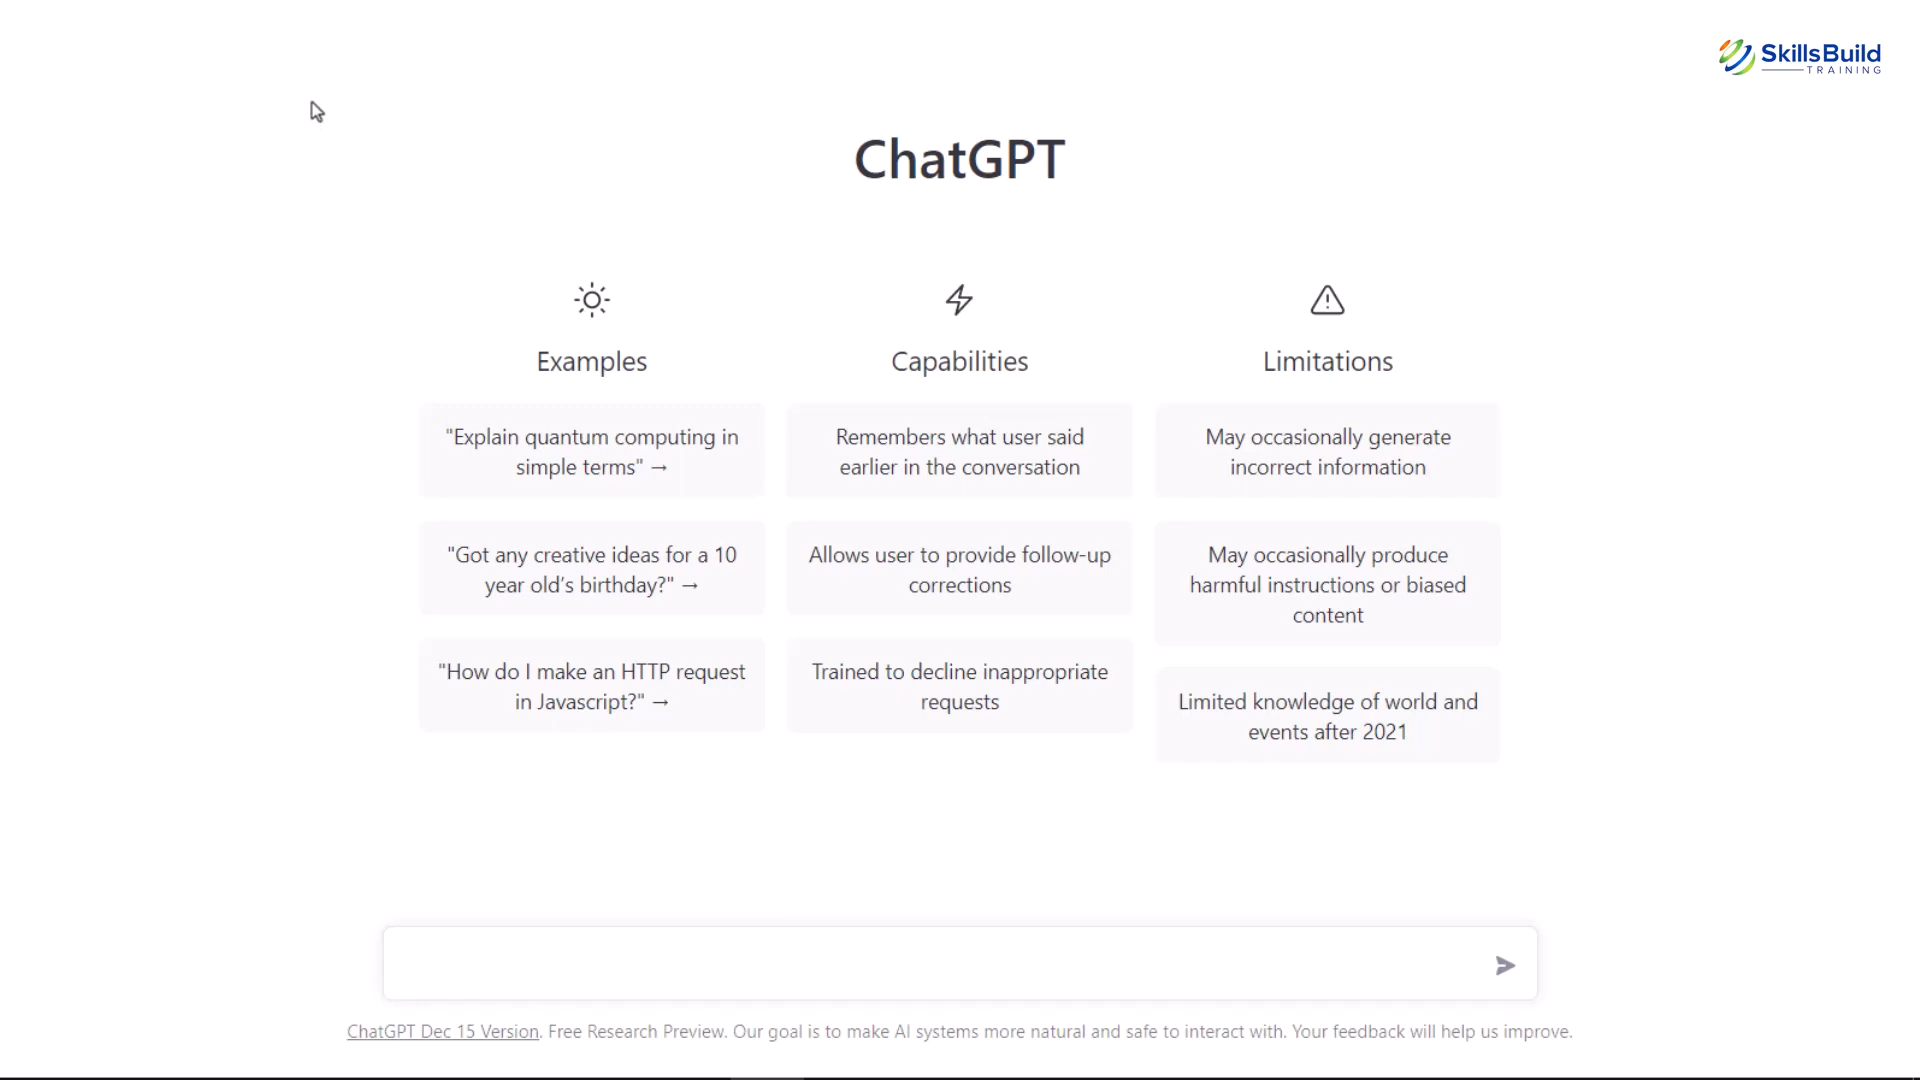 SkillsBuild
TRAINING
ChatGPT
Examples
"Explain quantum computing in
simple terms" →
"Got any creative ideas for a 10
year old's birthday?" →
"How do I make an HTTP request
in Javascript?" →
Capabilities
Remembers what user said
earlier in the conversation
Allows user to provide follow-up
corrections
Trained to decline inappropriate
requests
Limitations
May occasionally generate
incorrect information
May occasionally produce
harmful instructions or biased
content
Limited knowledge of world and
events after 2021
ChatGPT Dec 15 Version. Free Research Preview. Our goal is to make AI systems more natural and safe to interact with. Your feedback will help us improve.